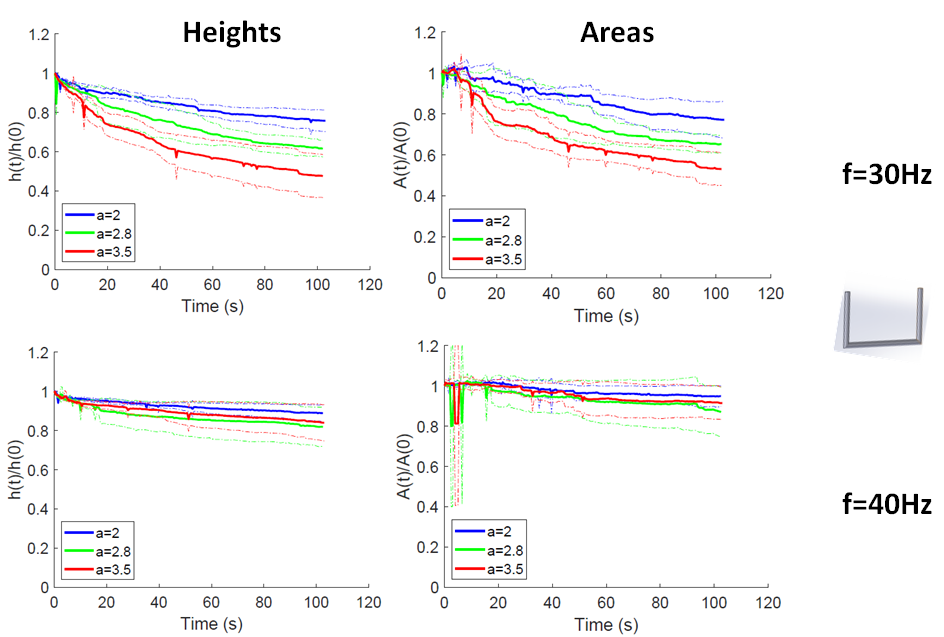 Heights
Areas
1.2
1
0.8
0.6
0.4
0.2
0
h(t)/h(0)
a=2
a=2.8
a=3.5
0 20 40 60 80 100 120
Time (s)
1.2
1
0.8
0.6
0.4
0.2
0
A(t)/A(0)
a=2
a=2.8
a=3.5
0 20 40 60 80 100 120
Time (s)
f=30Hz
1.2
1
0.8
0.6
0.4
0.2
0
h(t)/h(0)
a=2
a=2.8
a=3.5
0 20 40 60 80 100 120
Time (s)
1.2
1
0.8
0.6
0.4
0.2
0
A(t)/A(0)
a=2
a=2.8
a=3.5
0 20 40 60 80 100 120
Time (s)
f=40Hz